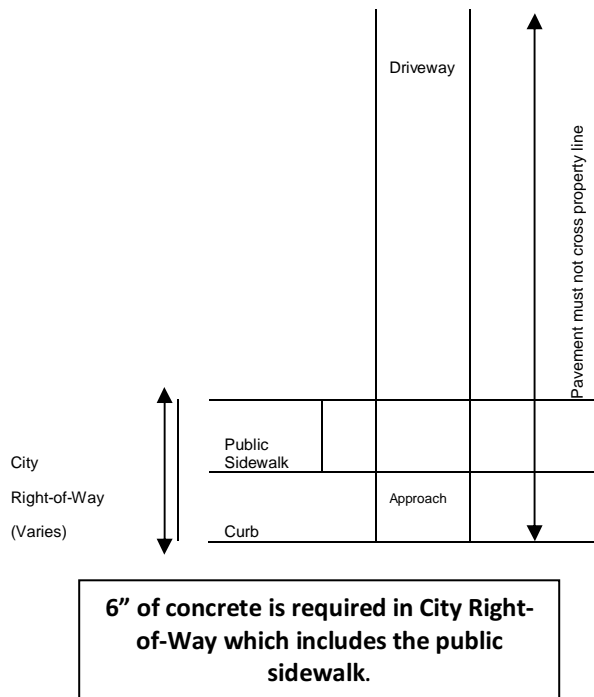 Driveway
Pavement must not cross property line
Public
Sidewalk
City
Right-of-Way
(Varies)
Approach
Curb
6” of concrete is required in City Right-
of-Way which includes the public
sidewalk.